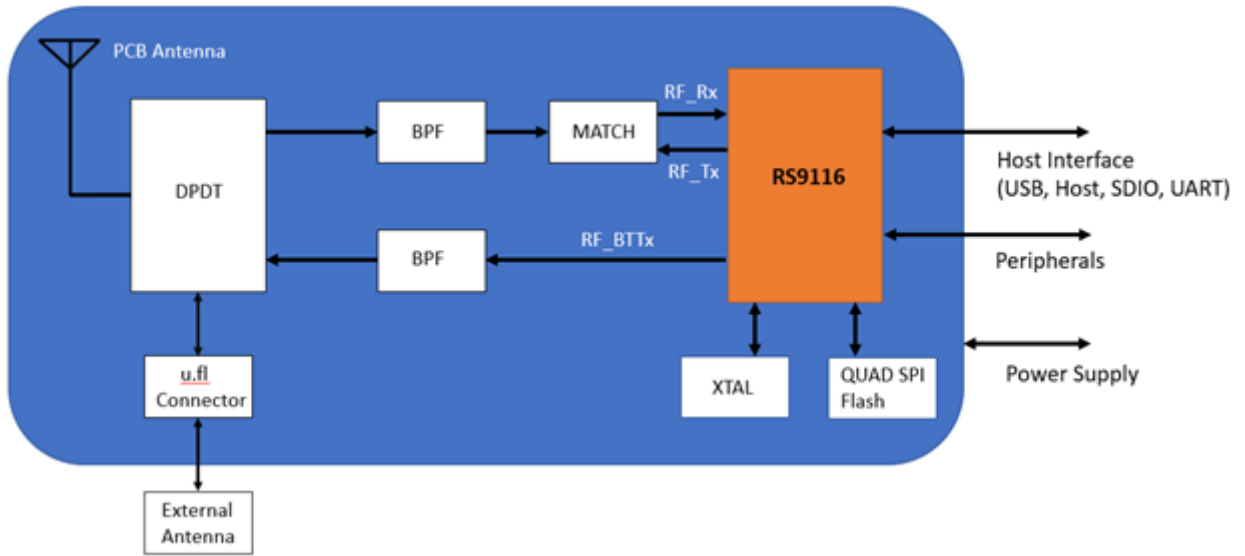 PCB Antenna
DPDT
BPF
MATCH
RF_Rx
RF_Tx
RS9116
BPF
RF_BTTx
u.fl
Connector
External
Antenna
XTAL
QUAD SPI
Flash
Host Interface
(USB, Host, SDIO, UART)
Peripherals
Power Supply